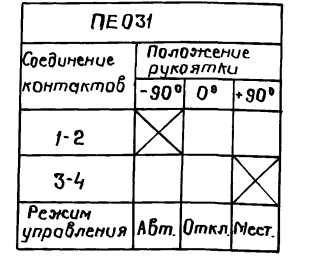 ПЕ031
Соединение контактов
Положение рукоятки
-90° 0° +90°
1-2
3-4
Режим управления Авт. Откл. Мест.